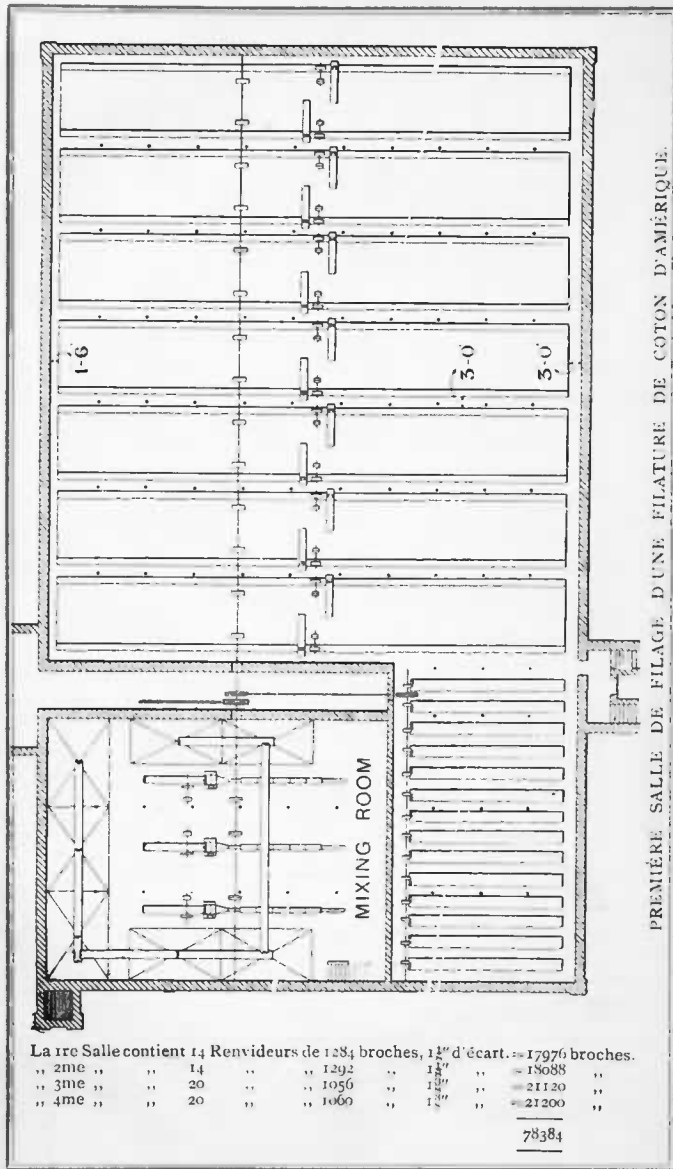 1-6
3-0
3-0
MIXING ROOM
PREMIÈRE SALLE DE FILAGE D'UNE FILATURE DE COTON D'AMÉRIQUE.
La 1re Salle contient 14 Renvideurs de 1284 broches, d'écart. = 17976 broches.
,, 2me ,, ,, 14 ,, ,, 1292 ,, ,, = 18088 ,,
,, 3me ,, ,, 20 ,, ,, 1056 ,, ,, = 21120 ,,
,, 4me ,, ,, 20 ,, ,, 1060 ,, ,, = 21200 ,,
78384